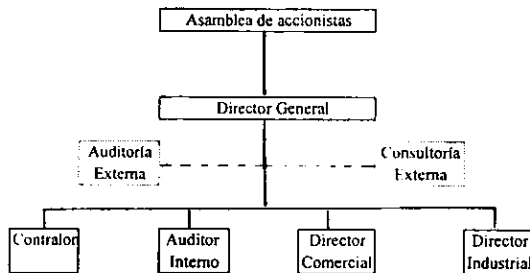 Asamblea de accionistas
Director General
Auditoría
Externa
Consultoría
Externa
Contralor
Auditor
Interno
Director
Comercial
Director
Industrial